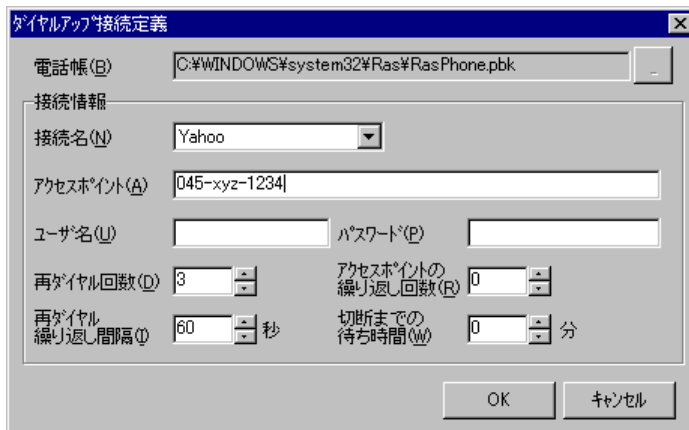 ﾀﾞｲﾔﾙｱｯﾌﾟ接続定義
電話帳(B) C:¥WINDOWS¥system32¥Ras¥RasPhone.pbk ...
接続情報
接続名(N) Yahoo
ｱｸｾｽﾎﾟｲﾝﾄ(A) 045-xyz-1234
ﾕｰｻﾞ名(U) ﾊﾟｽﾜｰﾄﾞ(P)
再ﾀﾞｲﾔﾙ回数(D) 3 ｱｸｾｽﾎﾟｲﾝﾄの
繰り返し回数(R) 0
再ﾀﾞｲﾔﾙ
繰り返し間隔(I) 60 秒 切断までの
待ち時間(W) 0 分
OK ｷｬﾝｾﾙ